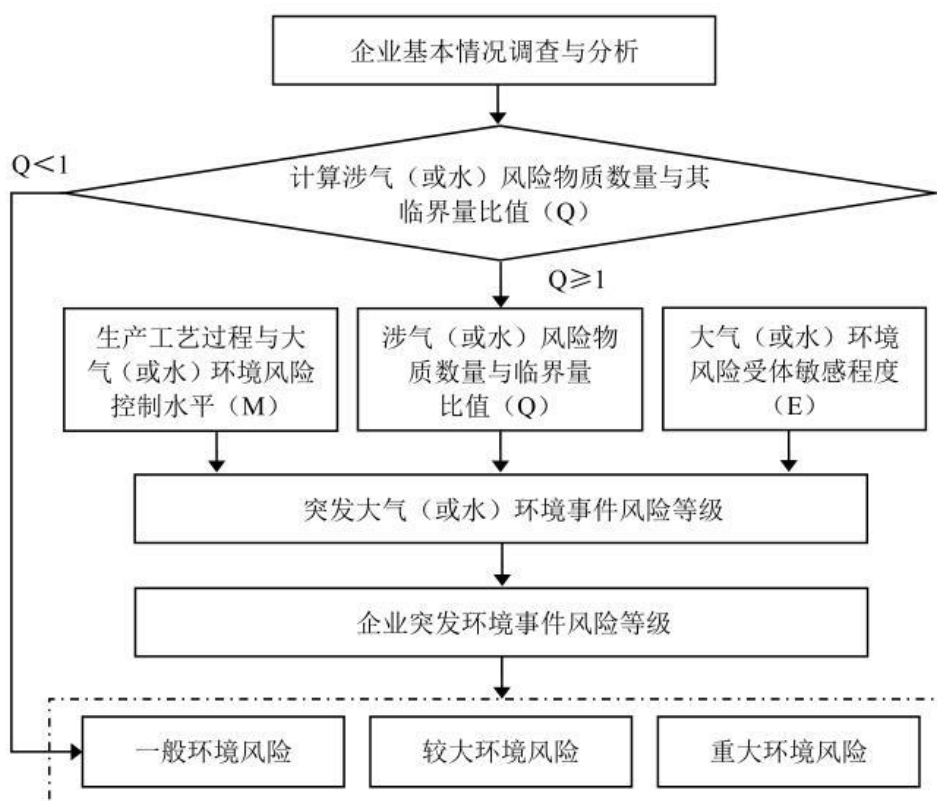 企业基本情况调查与分析
Q＜1
计算涉气（或水）风险物质数量与其
临界量比值（Q）
Q≥1
生产工艺过程与大
气（或水）环境风险
控制水平（M）
涉气（或水）风险物
质数量与临界量
比值（Q）
大气（或水）环境
风险受体敏感程度
（E）
突发大气（或水）环境事件风险等级
企业突发环境事件风险等级
一般环境风险
较大环境风险
重大环境风险